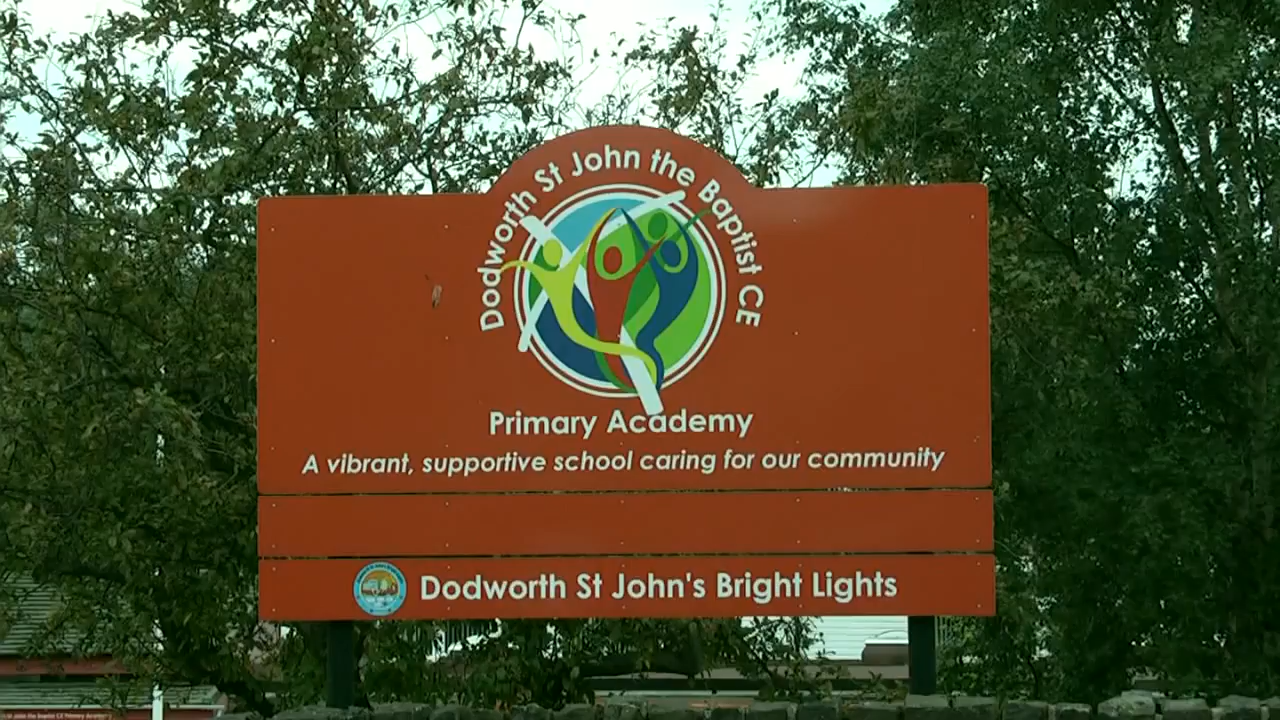 Dodworth St John the Baptist CE
Primary Academy
A vibrant, supportive school caring for our community
Dodworth St John's Bright Lights